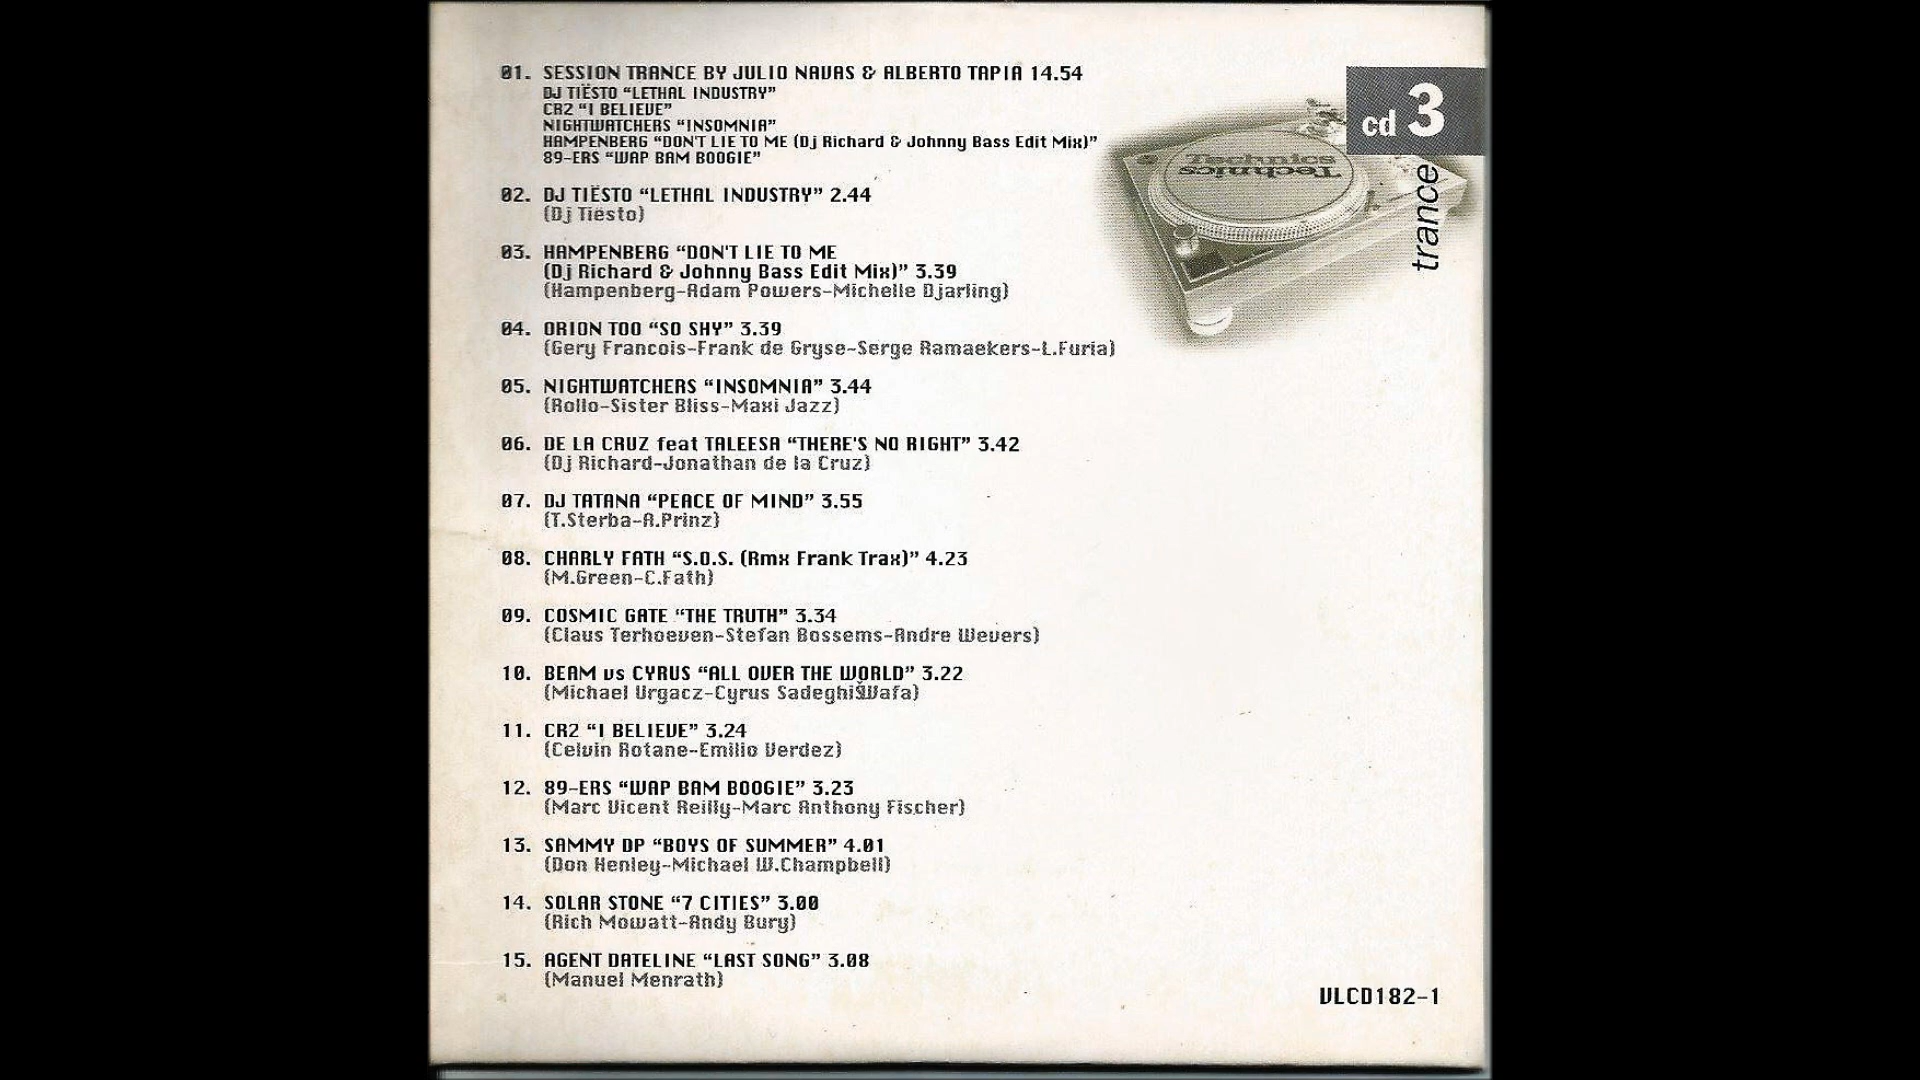 01. SESSION TRANCE BY JULIO NAVAS & ALBERTO TAPIA 14.54
DJ TIËSTO “LETHAL INDUSTRY”
CR2 “I BELIEVE”
NIGHTWATCHERS “INSOMNIA”
HAMPENBERG “DON'T LIE TO ME (Dj Richard & Johnny Bass Edit Mix)”
89-ERS “WAP BAM BOOGIE”
02. DJ TIËSTO “LETHAL INDUSTRY” 2.44
(Dj Tiësto)
03. HAMPENBERG “DON'T LIE TO ME
(Dj Richard & Johnny Bass Edit Mix)” 3.39
(Hampenberg-Adam Powers-Michelle Djarling)
04. ORION TOO “SO SHY” 3.39
(Gery Francois-Frank de Gryse-Serge Ramaekers-L.Furia)
05. NIGHTWATCHERS “INSOMNIA” 3.44
(Rollo-Sister Bliss-Maxi Jazz)
06. DE LA CRUZ feat TALEESA “THERE'S NO RIGHT” 3.42
(Dj Richard-Jonathan de la Cruz)
07. DJ TATANA “PEACE OF MIND” 3.55
(T.Sterba-A.Prinz)
08. CHARLY FATH “S.O.S. (Rmx Frank Trax)” 4.23
(M.Green-C.Fath)
09. COSMIC GATE “THE TRUTH” 3.34
(Claus Terhoeven-Stefan Bossems-Andre Wevers)
10. BEAM vs CYRUS “ALL OVER THE WORLD” 3.22
(Michael Urgacz-Cyrus SadeghiŠWafa)
11. CR2 “I BELIEVE” 3.24
(Celvin Rotane-Emilio Verdez)
12. 89-ERS “WAP BAM BOOGIE” 3.23
(Marc Vicent Reilly-Marc Anthony Fischer)
13. SAMMY DP “BOYS OF SUMMER” 4.01
(Don Henley-Michael W.Champbell)
14. SOLAR STONE “7 CITIES” 3.00
(Rich Mowatt-Andy Bury)
15. AGENT DATELINE “LAST SONG” 3.08
(Manuel Menrath)
cd 3
trance
Technics
Technics
VLCD182-1